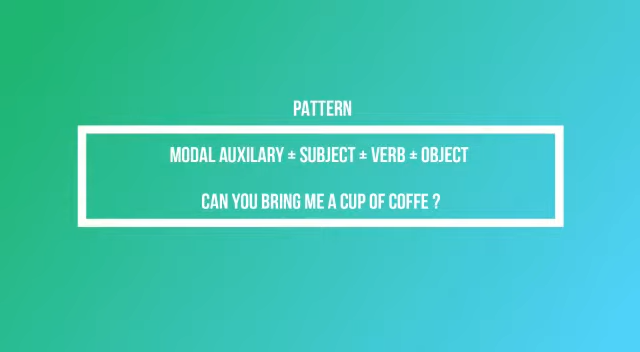 PATTERN
MODAL AUXILARY ± SUBJECT ± VERB ± OBJECT
CAN YOU BRING ME A CUP OF COFFE ?